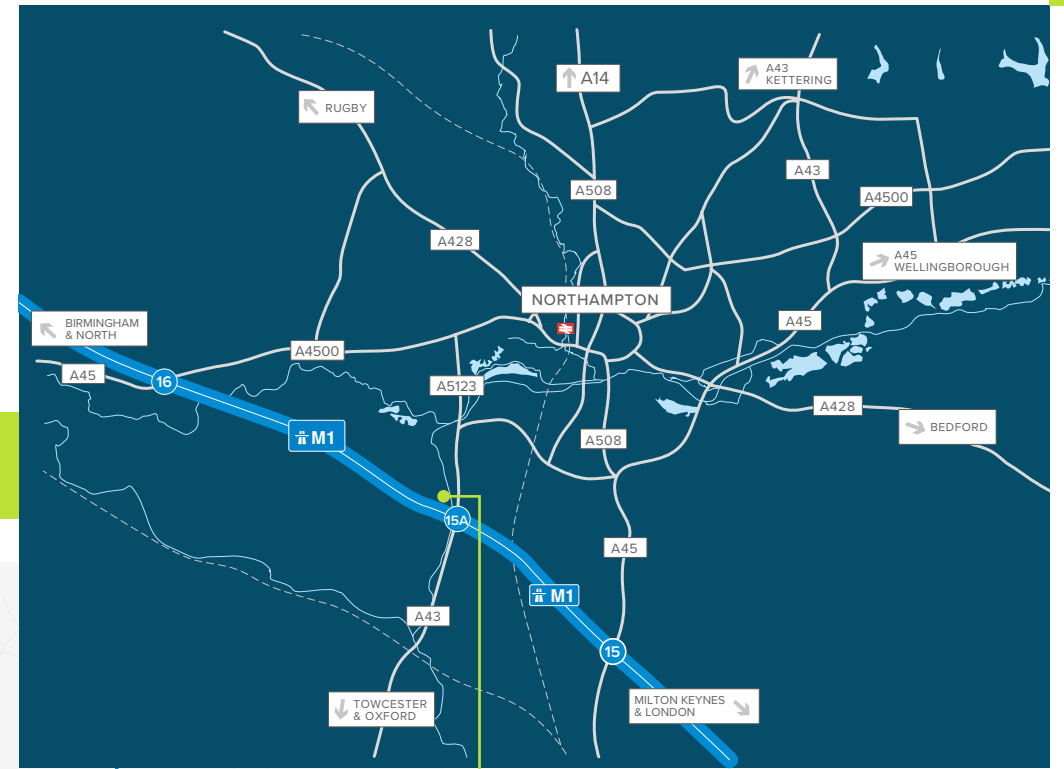 A14
A43
KETTERING
RUGBY
A43
A508
A4500
A428
A45
WELLINGBOROUGH
NORTHAMPTON
BIRMINGHAM
& NORTH
A45
A4500
A45
16
A5123
A428
M1
A508
BEDFORD
15A
A45
M1
A43
15
TOWCESTER
& OXFORD
MILTON KEYNES
& LONDON